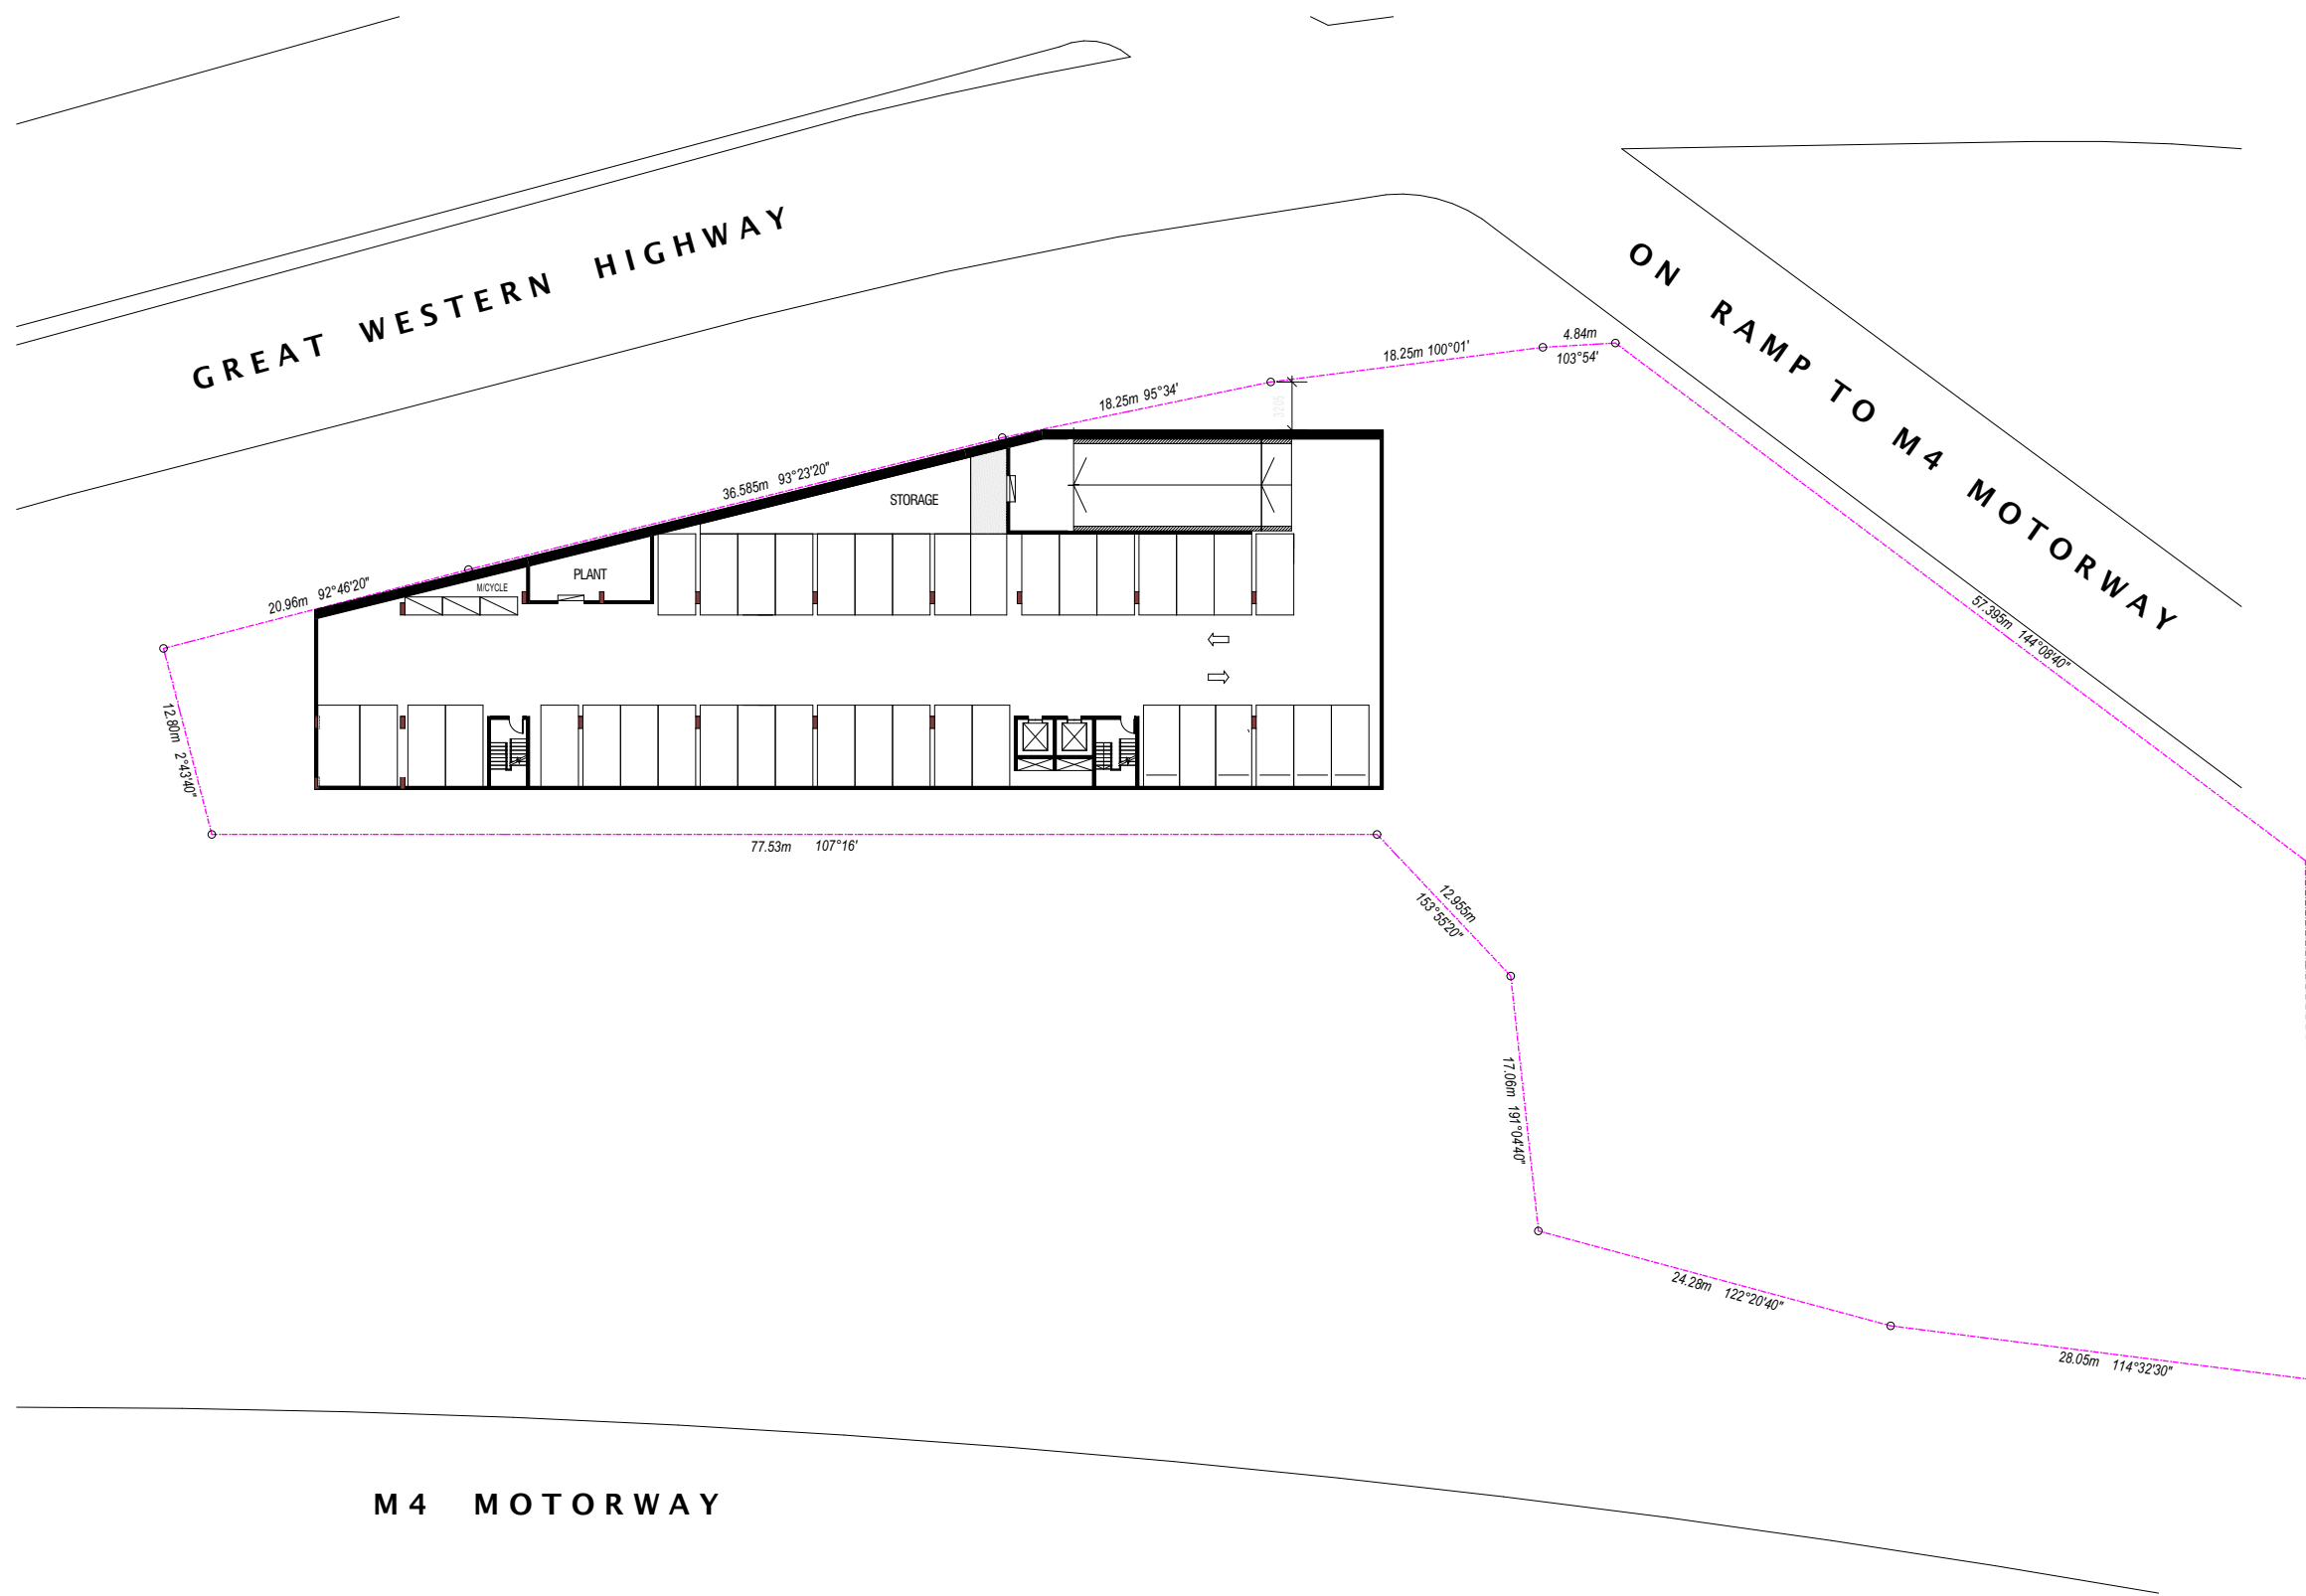 GREAT WESTERN HIGHWAY
ON RAMP TO M4 MOTORWAY
4.84m
103°54'
18.25m 100°01'
18.25m 95°34'
3205
36.585m 93°23'20"
STORAGE
20.96m 92°46'20"
M/CYCLE
PLANT
57.395m 144°08'40"
12.80m 2°43'40"
77.53m 107°16'
12.955m
153°55'20"
17.06m 191°04'40"
24.28m 122°20'40"
28.05m 114°32'30"
M4 MOTORWAY